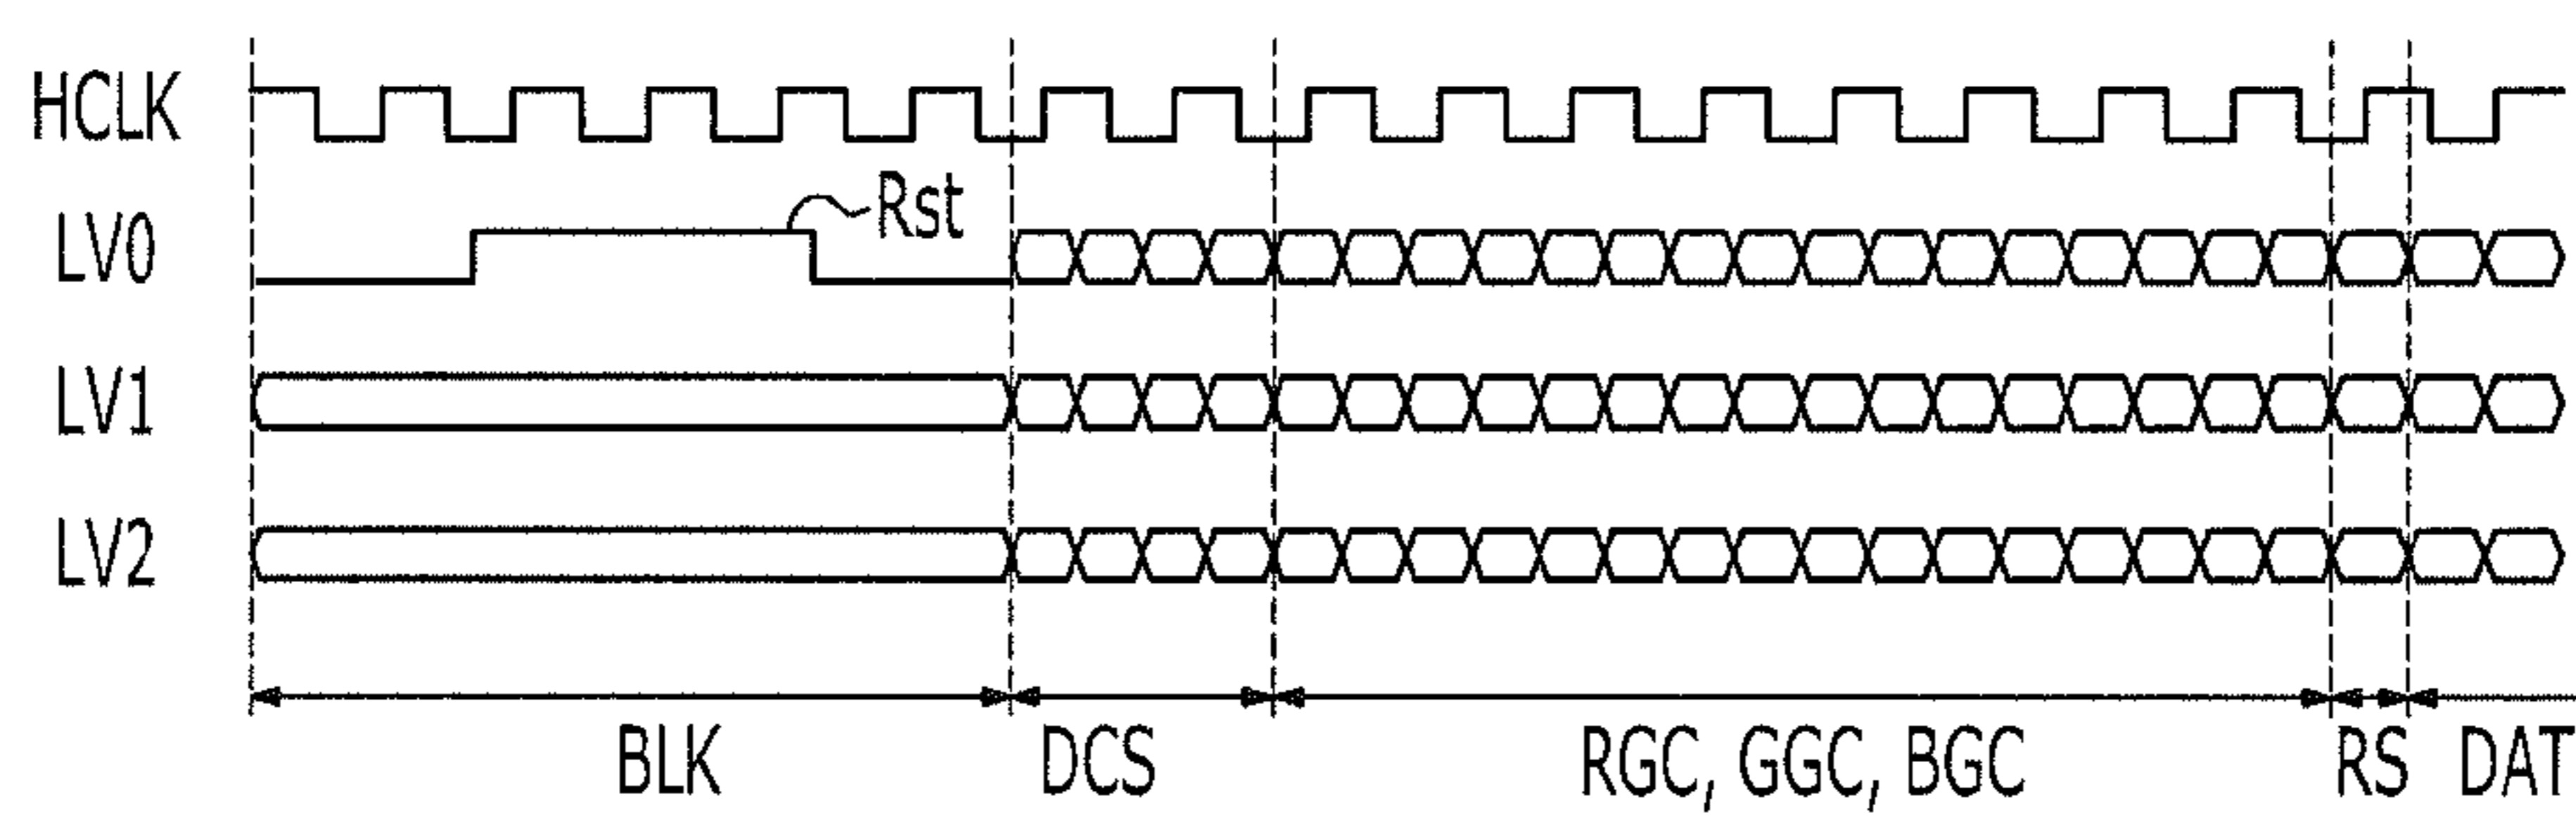 HCLK
Rst
LV0
LV1
LV2
BLK DCS RGC, GGC, BGC RS DAT